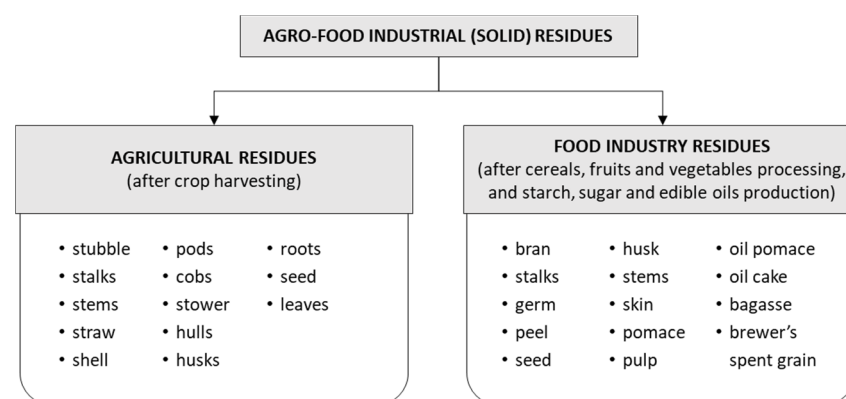 AGRO-FOOD INDUSTRIAL (SOLID) RESIDUES
AGRICULTURAL RESIDUES
(after crop harvesting)
• stubble
• stalks
• stems
• straw
• shell
• pods
• cobs
• stower
• hulls
• husks
• roots
• seed
• leaves
FOOD INDUSTRY RESIDUES
(after cereals, fruits and vegetables processing,
and starch, sugar and edible oils production)
• bran
• stalks
• germ
• peel
• seed
• husk
• stems
• skin
• pomace
• pulp
• oil pomace
• oil cake
• bagasse
• brewer’s
spent grain